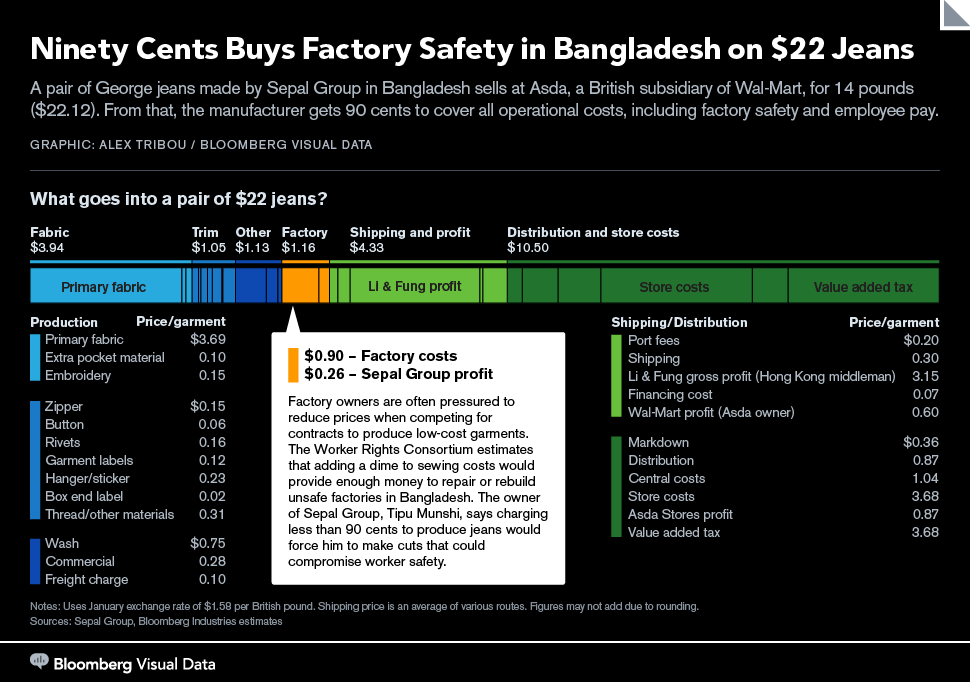 Ninety Cents Buys Factory Safety in Bangladesh on $22 Jeans
A pair of George jeans made by Sepal Group in Bangladesh sells at Asda, a British subsidiary of Wal-Mart, for 14 pounds
($22.12). From that, the manufacturer gets 90 cents to cover all operational costs, including factory safety and employee pay.
GRAPHIC: ALEX TRIBOU / BLOOMBERG VISUAL DATA
What goes into a pair of $22 jeans?
Fabric Trim Other Factory Shipping and profit Distribution and store costs
$3.94 $1.05 $1.13 $1.16 $4.33 $10.50
Primary fabric Li & Fung profit Store costs Value added tax
Production Price/garment
Primary fabric $3.69
Extra pocket material 0.10
Embroidery 0.15
Zipper $0.15
Button 0.06
Rivets 0.16
Garment labels 0.12
Hanger/sticker 0.23
Box end label 0.02
Thread/other materials 0.31
Wash $0.75
Commercial 0.28
Freight charge 0.10
$0.90 – Factory costs
$0.26 – Sepal Group profit
Factory owners are often pressured to
reduce prices when competing for
contracts to produce low-cost garments.
The Worker Rights Consortium estimates
that adding a dime to sewing costs would
provide enough money to repair or rebuild
unsafe factories in Bangladesh. The owner
of Sepal Group, Tipu Munshi, says charging
less than 90 cents to produce jeans would
force him to make cuts that could
compromise worker safety.
Shipping/Distribution Price/garment
Port fees $0.20
Shipping 0.30
Li & Fung gross profit (Hong Kong middleman) 3.15
Financing cost 0.07
Wal-Mart profit (Asda owner) 0.60
Markdown $0.36
Distribution 0.87
Central costs 1.04
Store costs 3.68
Asda Stores profit 0.87
Value added tax 3.68
Notes: Uses January exchange rate of $1.58 per British pound. Shipping price is an average of various routes. Figures may not add due to rounding.
Sources: Sepal Group, Bloomberg Industries estimates
Bloomberg Visual Data